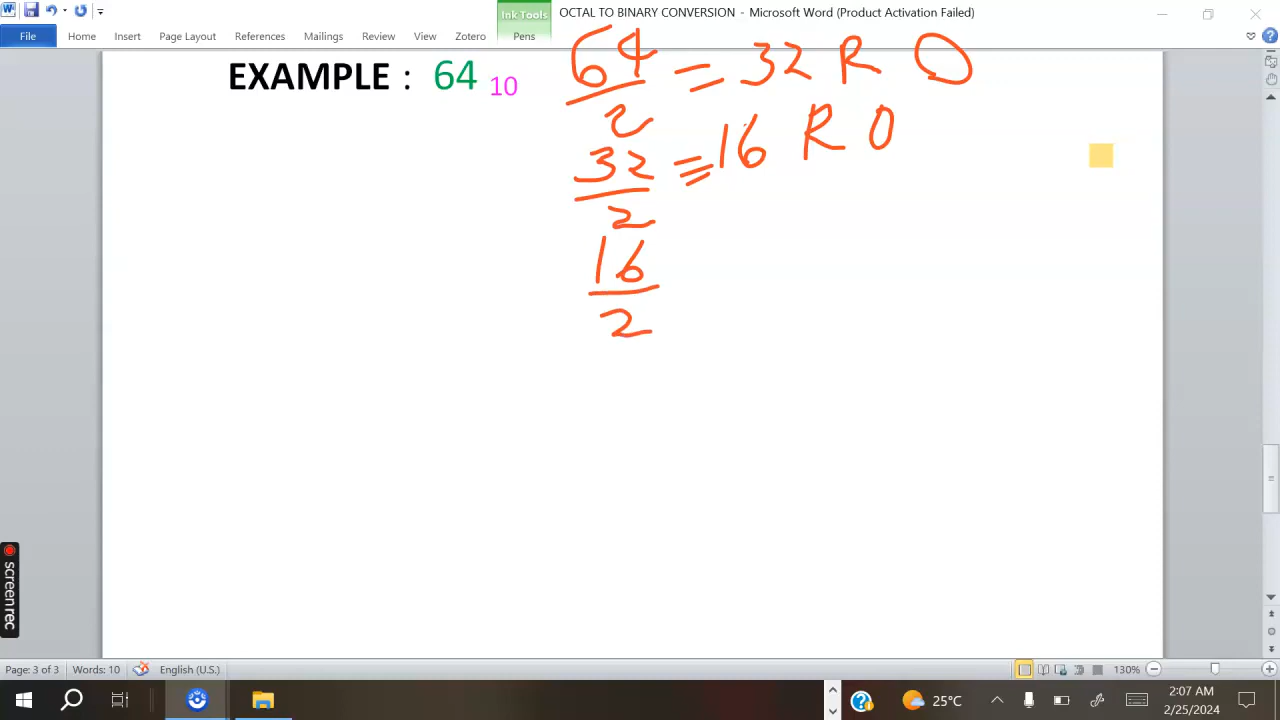 OCTAL TO BINARY CONVERSION - Microsoft Word (Product Activation Failed)
Ink Tools
File Home Insert Page Layout References Mailings Review View Zotero Pens
EXAMPLE : 64 10
64 = 32 R 0
2
32 = 16 R 0
2
16
2
screen rec
Page: 3 of 3 Words: 10 English (U.S.) 130%
25°C
2:07 AM
2/25/2024